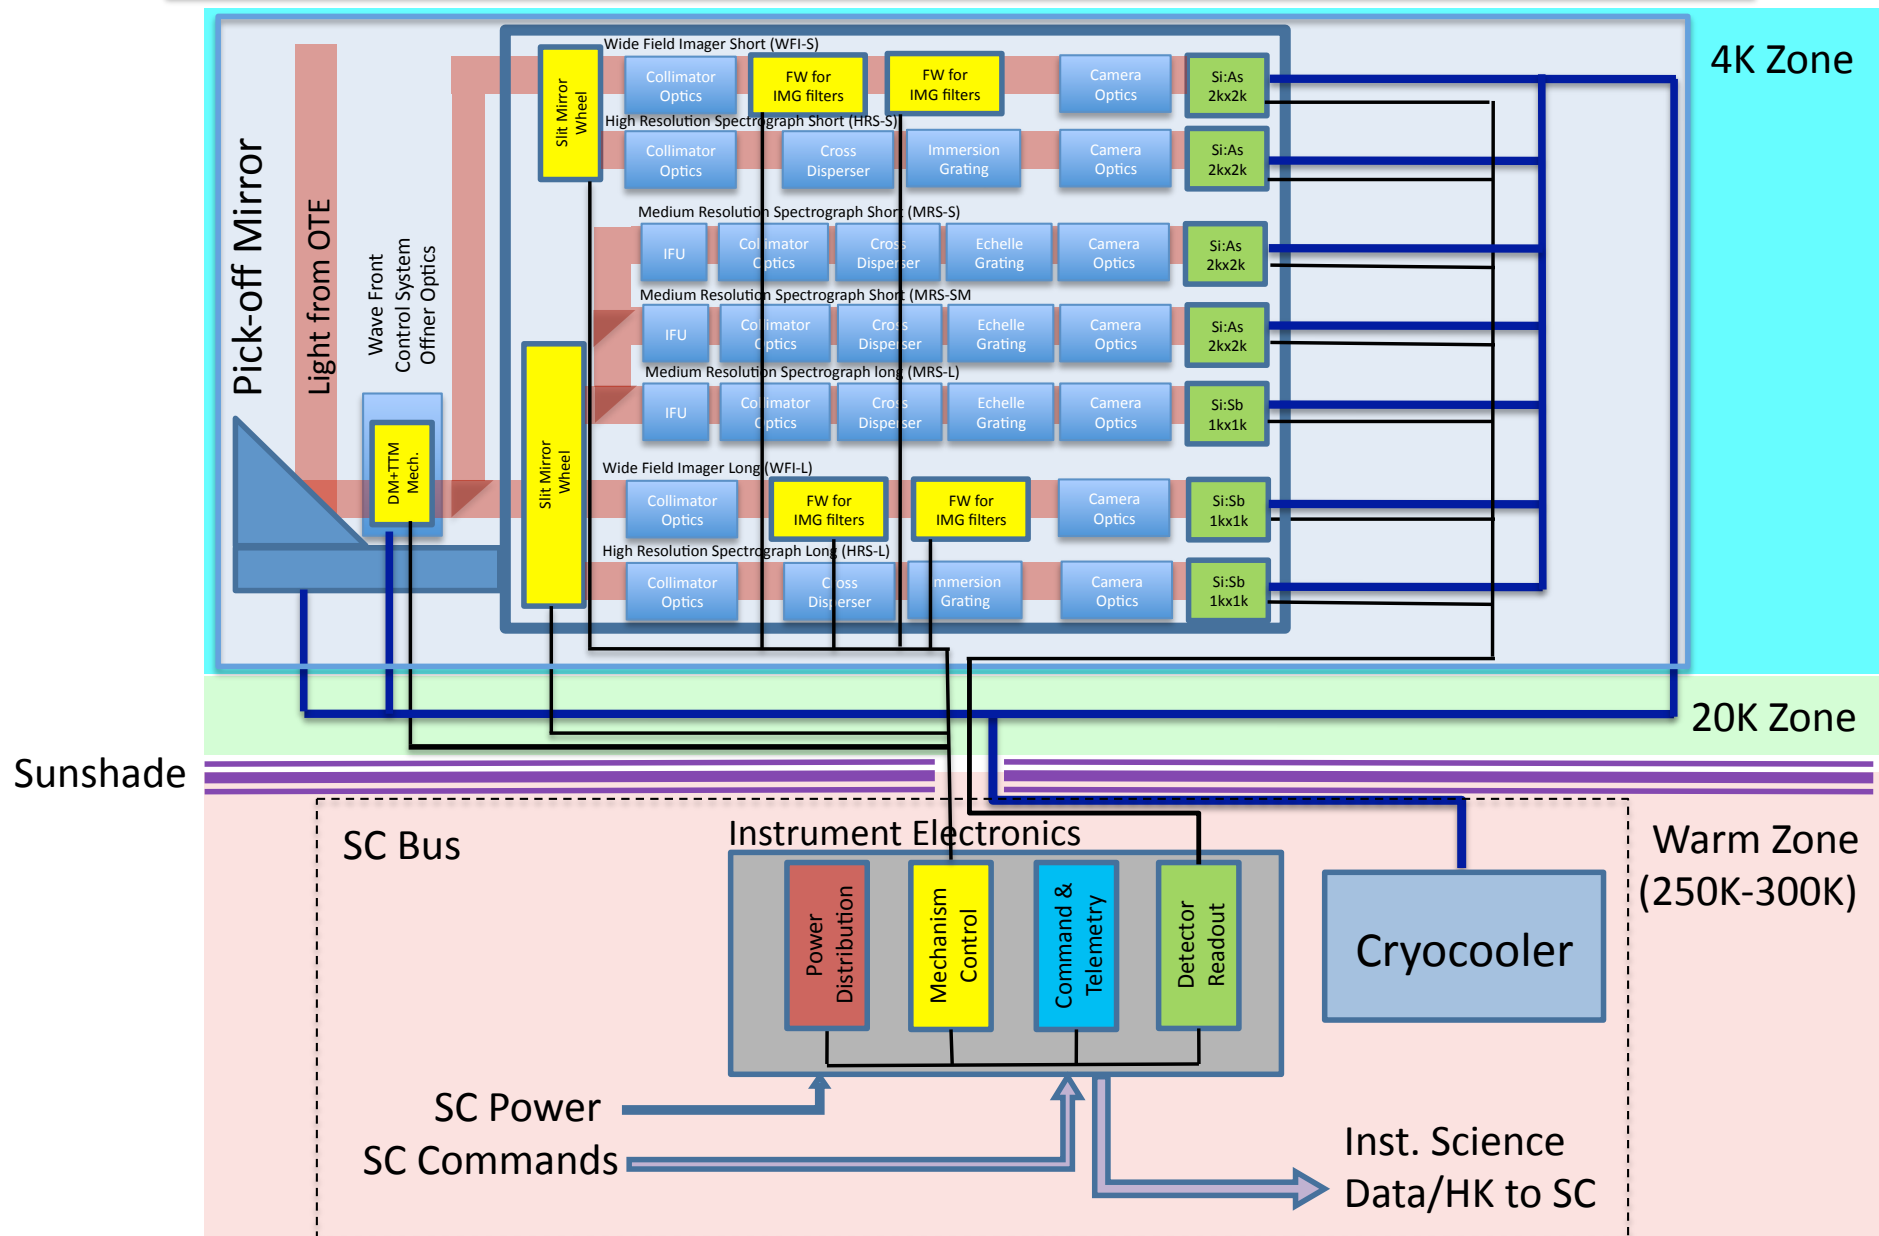 4K Zone
Pick-off Mirror
Light from OTE
Wave Front
Control System
Offner Optics
DM+TTM
Mech.
Slit Mirror
Wheel
Wide Field Imager Short (WFI-S)
Collimator
Optics
FW for
IMG filters
FW for
IMG filters
Camera
Optics
Si:As
2kx2k
High Resolution Spectrograph Short (HRS-S)
Collimator
Optics
Cross
Disperser
Immersion
Grating
Camera
Optics
Si:As
2kx2k
Medium Resolution Spectrograph Short (MRS-S)
IFU
Collimator
Optics
Cross
Disperser
Echelle
Grating
Camera
Optics
Si:As
2kx2k
Medium Resolution Spectrograph Short (MRS-SM
IFU
Collimator
Optics
Cross
Disperser
Echelle
Grating
Camera
Optics
Si:As
2kx2k
Slit Mirror
Wheel
Medium Resolution Spectrograph long (MRS-L)
IFU
Collimator
Optics
Cross
Disperser
Echelle
Grating
Camera
Optics
Si:Sb
1kx1k
Wide Field Imager Long (WFI-L)
Collimator
Optics
FW for
IMG filters
FW for
IMG filters
Camera
Optics
Si:Sb
1kx1k
High Resolution Spectrograph Long (HRS-L)
Collimator
Optics
Cross
Disperser
Immersion
Grating
Camera
Optics
Si:Sb
1kx1k
20K Zone
Sunshade
SC Bus
Instrument Electronics
Warm Zone
(250K-300K)
Power
Distribution
Mechanism
Control
Command &
Telemetry
Detector
Readout
Cryocooler
SC Power
SC Commands
Inst. Science
Data/HK to SC